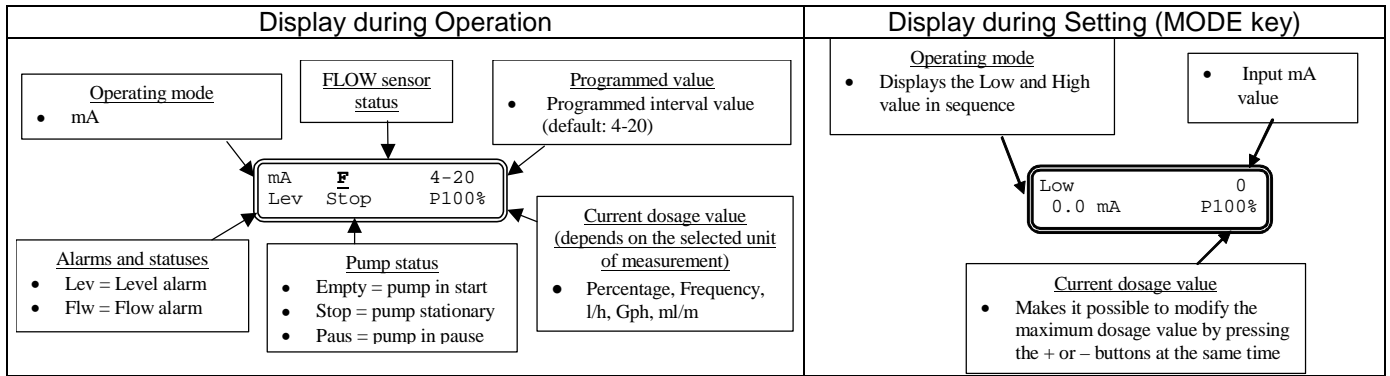 Display during Operation
Display during Setting (MODE key)
Operating mode
• mA
FLOW sensor
status
Programmed value
• Programmed interval value
(default: 4-20)
mA F 4-20
Lev Stop P100%
Alarms and statuses
• Lev = Level alarm
• Flw = Flow alarm
Pump status
• Empty = pump in start
• Stop = pump stationary
• Paus = pump in pause
Current dosage value
(depends on the selected unit
of measurement)
• Percentage, Frequency,
l/h, Gph, ml/m
Operating mode
• Displays the Low and High
value in sequence
• Input mA
value
Low 0
0.0 mA P100%
Current dosage value
• Makes it possible to modify the
maximum dosage value by pressing
the + or – buttons at the same time